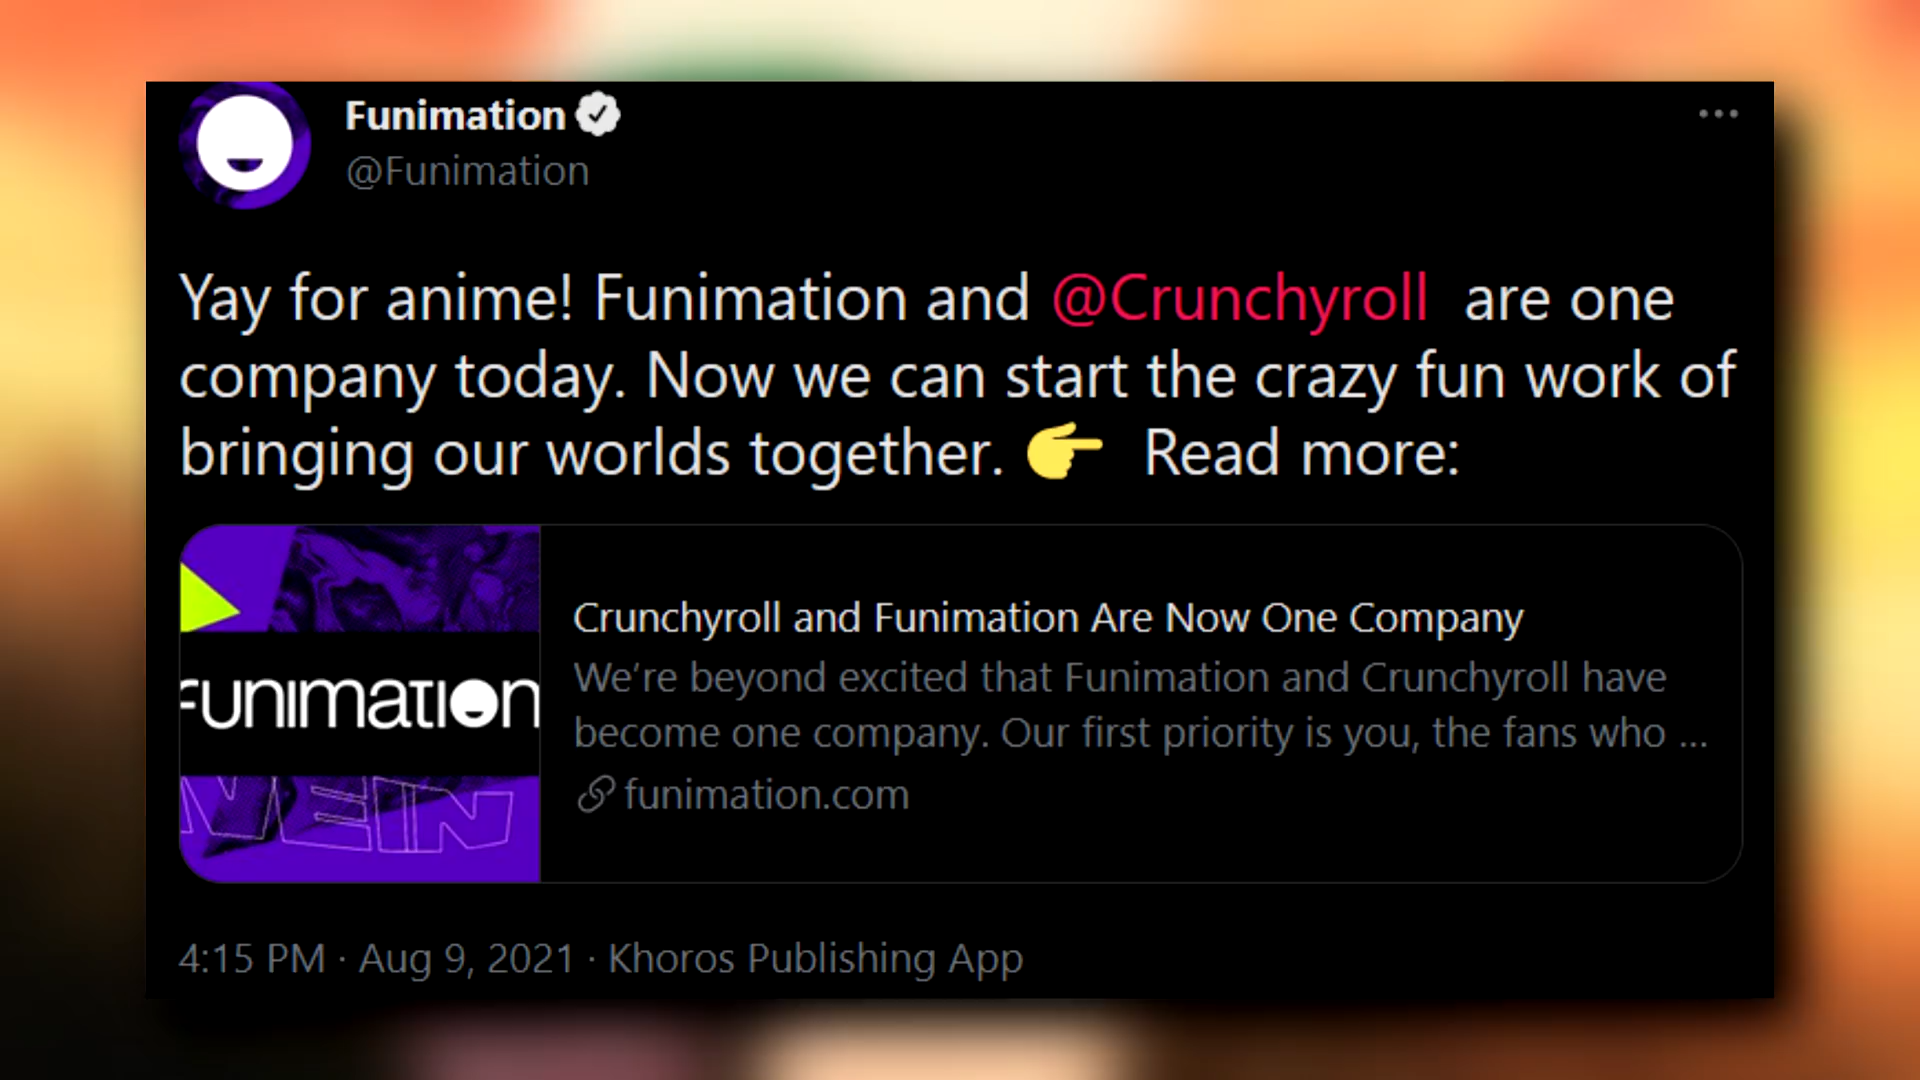 Funimation
@Funimation
Yay for anime! Funimation and @Crunchyroll are one
company today. Now we can start the crazy fun work of
bringing our worlds together. 👉 Read more:
Funimation
Crunchyroll and Funimation Are Now One Company
We’re beyond excited that Funimation and Crunchyroll have
become one company. Our first priority is you, the fans who ...
funimation.com
4:15 PM · Aug 9, 2021 · Khoros Publishing App